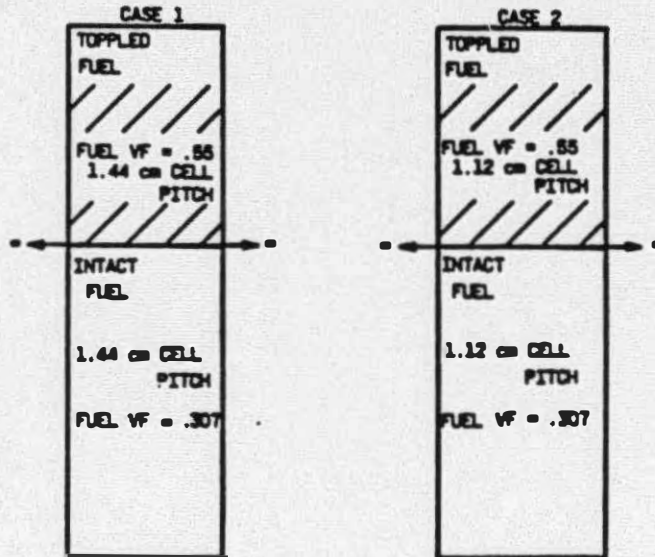 CASE 1
TOPPLED
FUEL
FUEL VF = .55
1.44 cm CELL
PITCH
INTACT
FUEL
1.44 cm CELL
PITCH
FUEL VF = .307
CASE 2
TOPPLED
FUEL
FUEL VF = .55
1.12 cm CELL
PITCH
INTACT
FUEL
1.12 cm CELL
PITCH
FUEL VF = .307